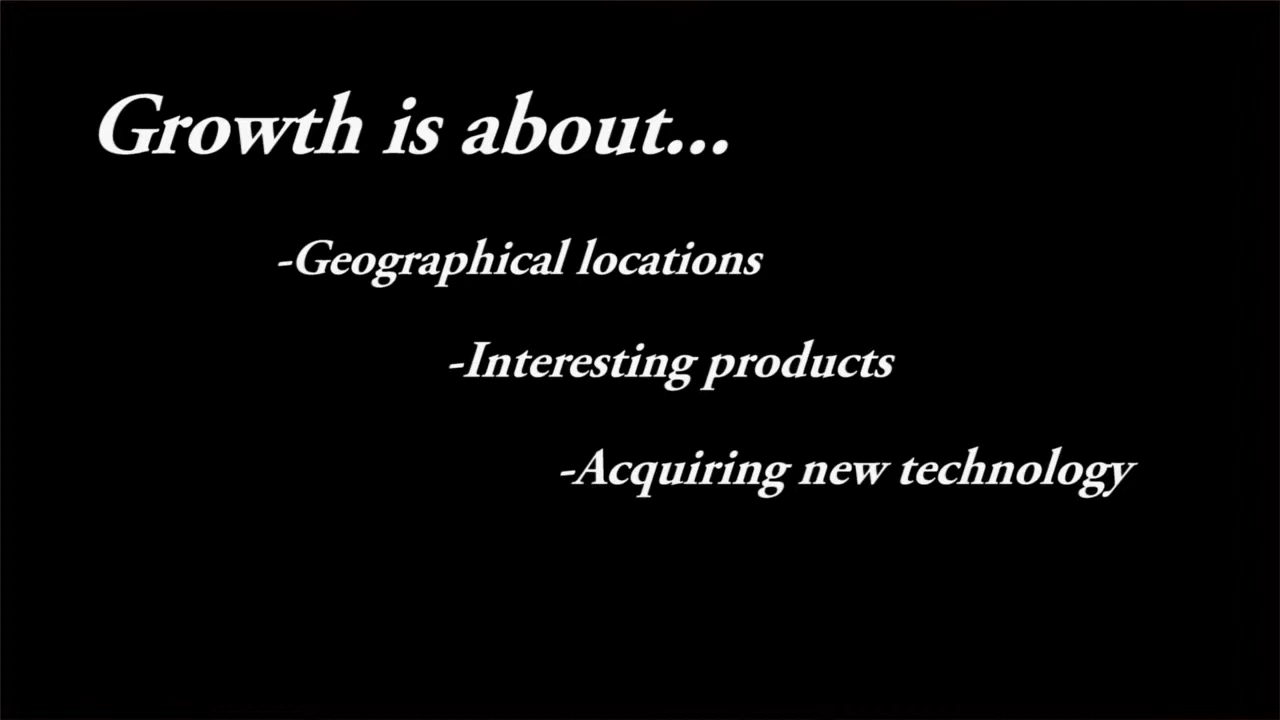 Growth is about...
-Geographical locations
-Interesting products
-Acquiring new technology